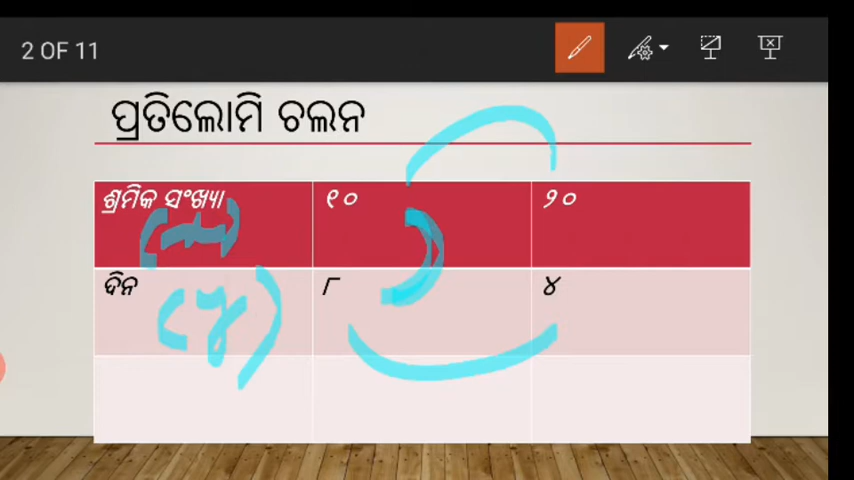 2 OF 11
ପ୍ରତିଲୋମି ଚଳନ
ଶ୍ରମିକ ସଂଖ୍ୟା ୧୦ ୨୦
(x)
ଦିନ ୮ ୪
(y)